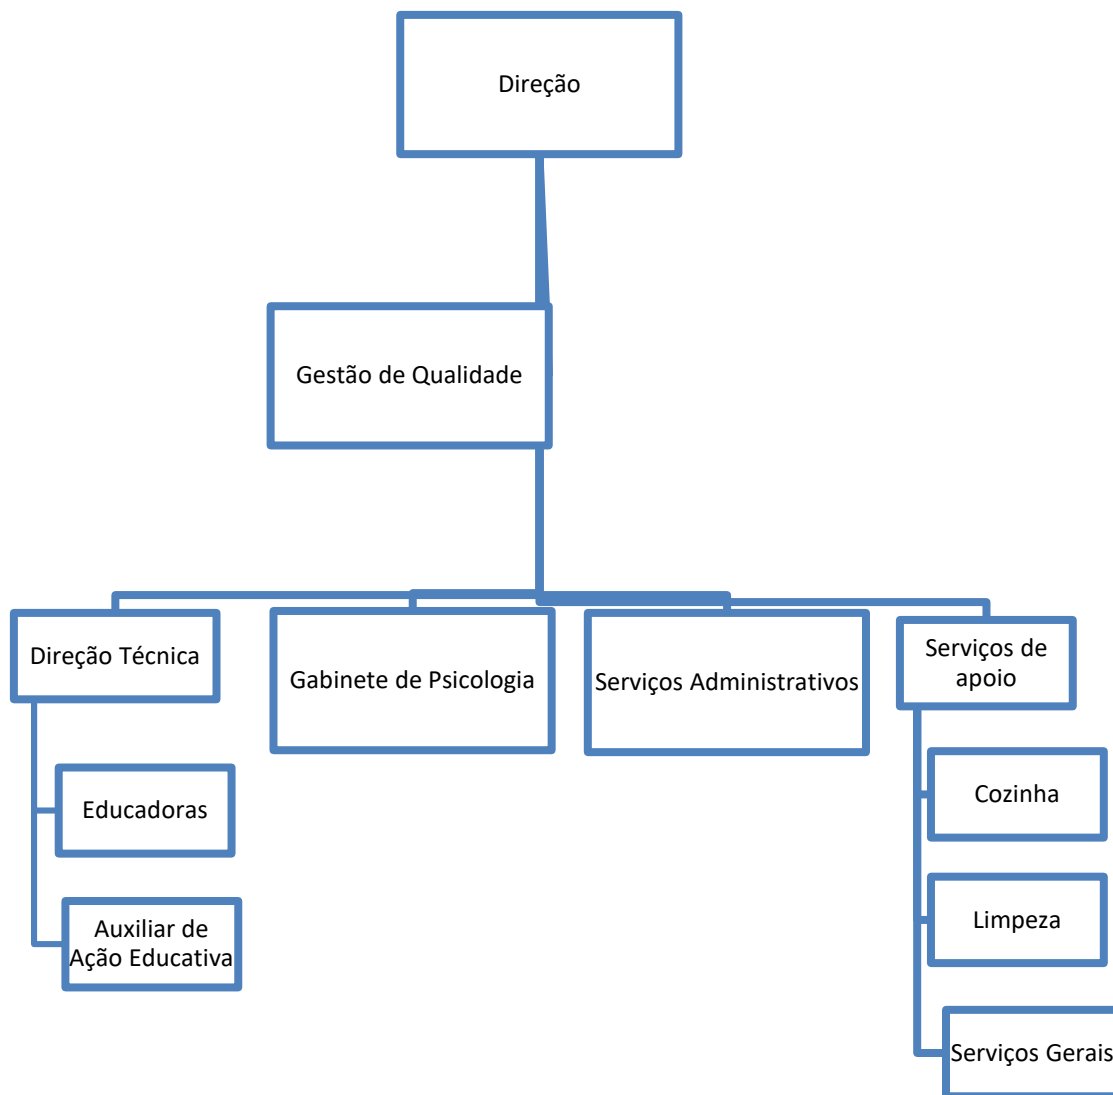 Direção
Gestão de Qualidade
Direção Técnica
Gabinete de Psicologia
Serviços Administrativos
Serviços de
apoio
Educadoras
Auxiliar de
Ação Educativa
Cozinha
Limpeza
Serviços Gerais